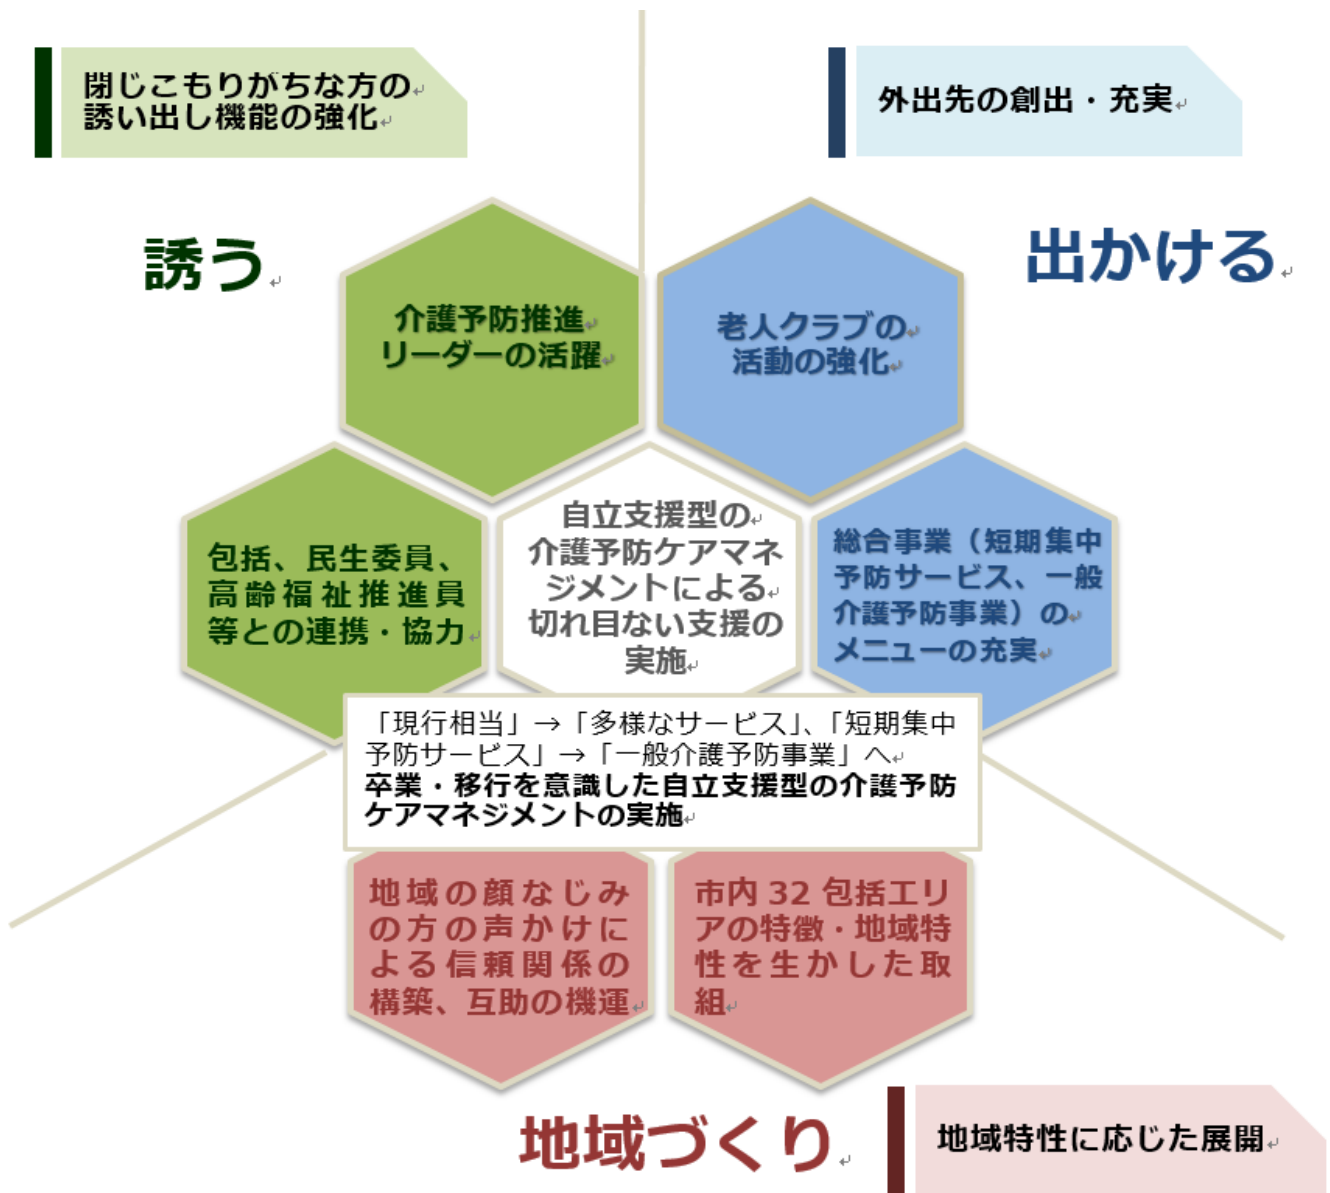 閉じこもりがちな方の
誘い出し機能の強化
外出先の創出・充実
誘う
出かける
介護予防推進
リーダーの活躍
老人クラブの
活動の強化
包括、民生委員、
高齢福祉推進員
等との連携・協力
自立支援型の
介護予防ケアマネ
ジメントによる
切れ目ない支援の
実施
総合事業（短期集中
予防サービス、一般
介護予防事業）の
メニューの充実
「現行相当」→「多様なサービス」、「短期集中
予防サービス」→「一般介護予防事業」へ
卒業・移行を意識した自立支援型の介護予防
ケアマネジメントの実施
地域の顔なじみ
の方の声かけに
よる信頼関係の
構築、互助の機運
市内 32 包括エリ
アの特徴・地域特
性を生かした取
組
地域づくり
地域特性に応じた展開